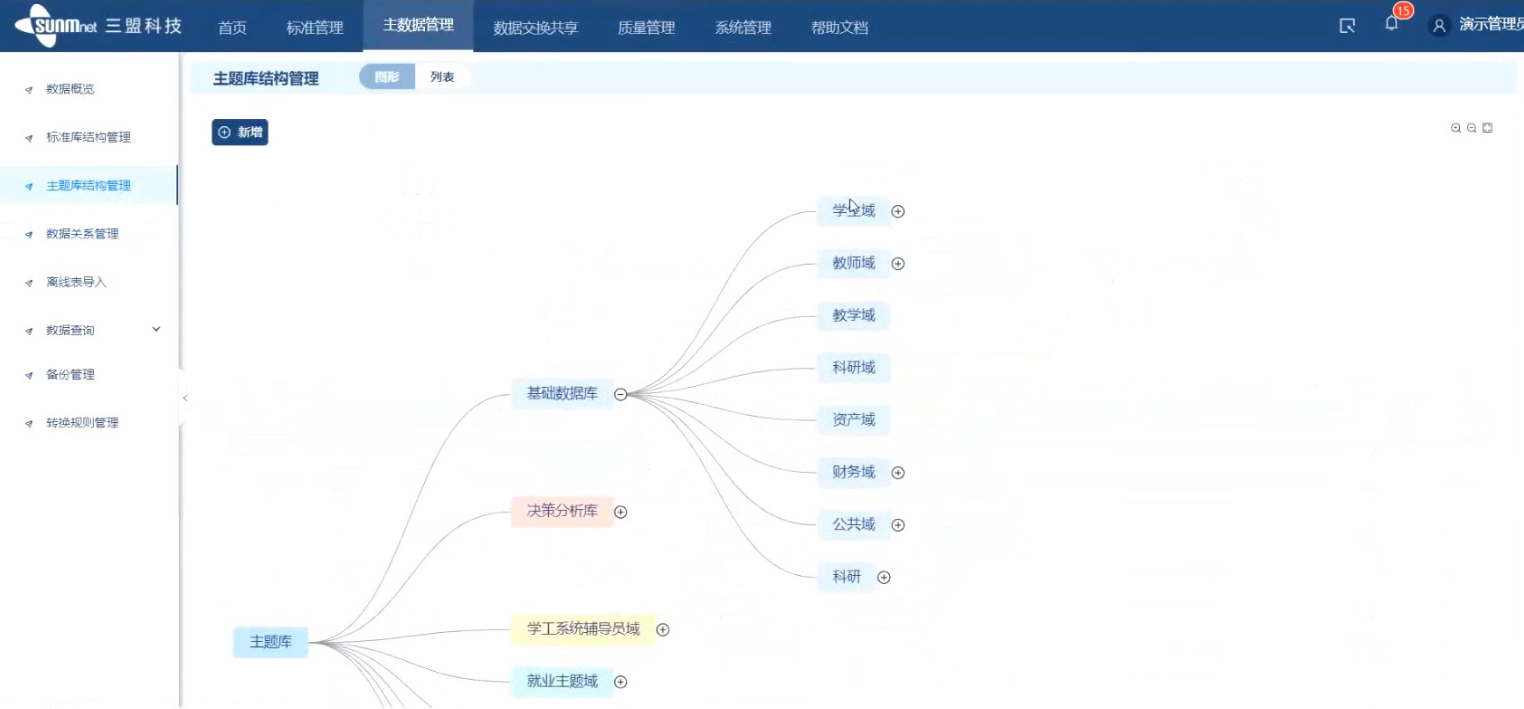 sunmnet 三盟科技
首页
标准管理
主数据管理
数据交换共享
质量管理
系统管理
帮助文档
15
演示管理员
数据概览
标准库结构管理
主题库结构管理
数据关系管理
离线表导入
数据查询
备份管理
转换规则管理
主题库结构管理
图形
列表
新增
学生域
教师域
教学域
科研域
资产域
财务域
公共域
科研
基础数据库
决策分析库
学工系统辅导员域
就业主题域
主题库